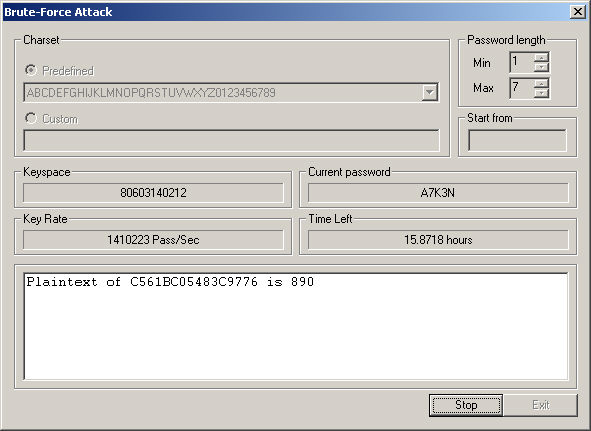 Brute-Force Attack
Charset
Predefined
ABCDEFGHIJKLMNOPQRSTUVWXYZ0123456789
Custom
Password length
Min 1
Max 7
Start from
Keyspace
80603140212
Current password
A7K3N
Key Rate
1410223 Pass/Sec
Time Left
15.8718 hours
Plaintext of C561BC05483C9776 is 890
Stop
Exit